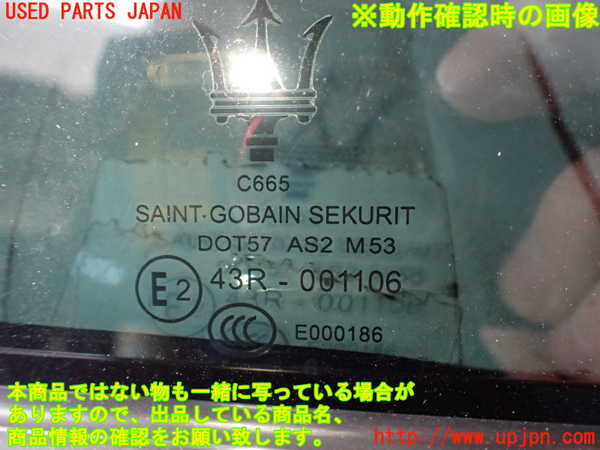 USED PARTS JAPAN
※動作確認時の画像
C665
SAINT-GOBAIN SEKURIT
DOT57 AS2 M53
E2 43R - 001106
CCC E000186
本商品ではない物も一緒に写っている場合が
ありますので、出品している商品名、
商品情報の確認をお願い致します。
http://www.upjpn.com/